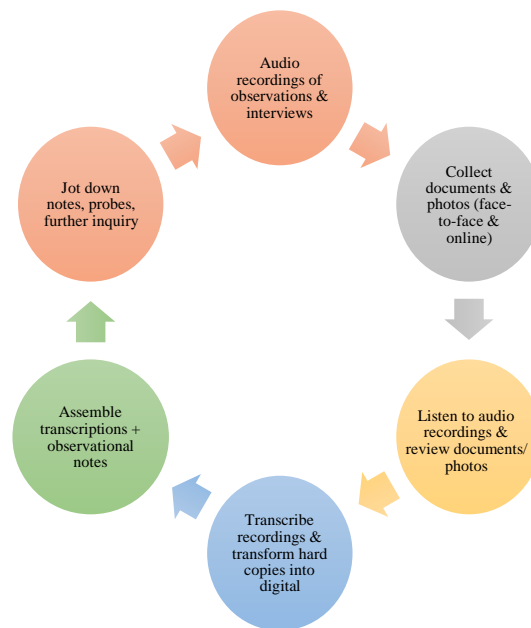 Audio
recordings of
observations &
interviews
Collect
documents &
photos (face-
to-face &
online)
Listen to audio
recordings &
review documents/
photos
Transcribe
recordings &
transform hard
copies into
digital
Assemble
transcriptions +
observational
notes
Jot down
notes, probes,
further inquiry